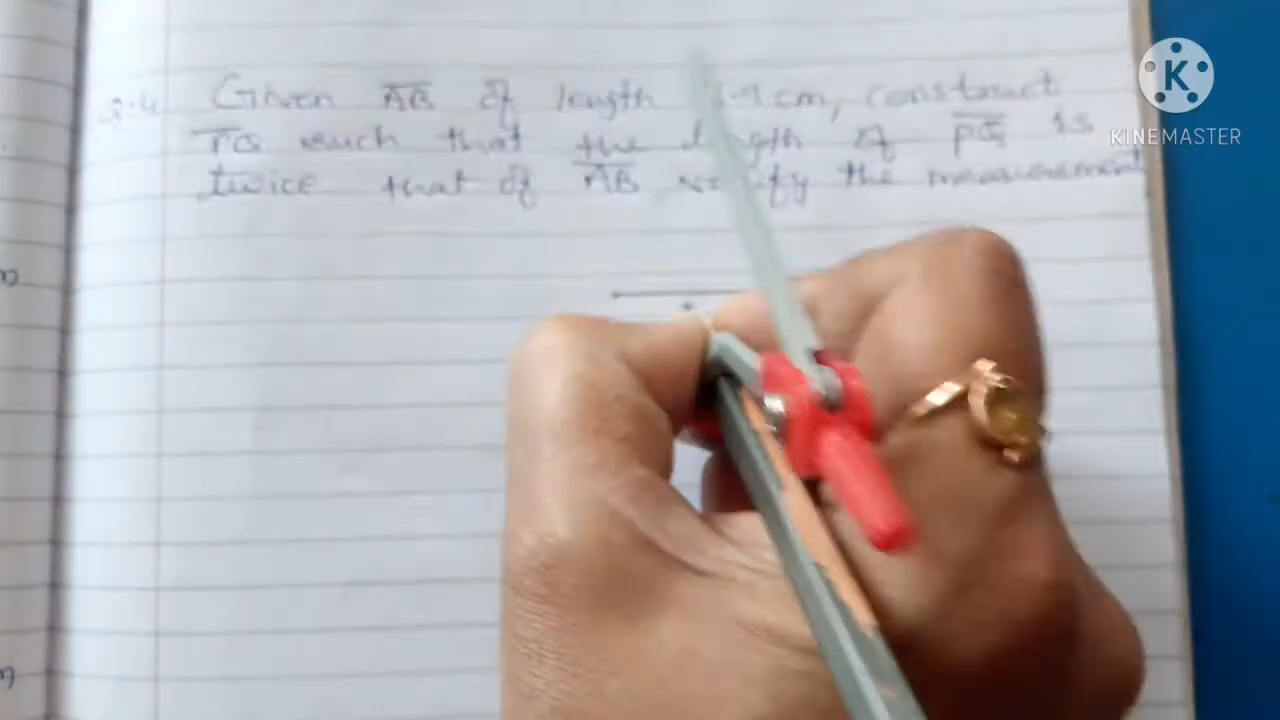 Q.4 Given AB of length cm, construct
PQ such that the length of PQ is
twice that of AB verify the measurement
K
KINEMASTER